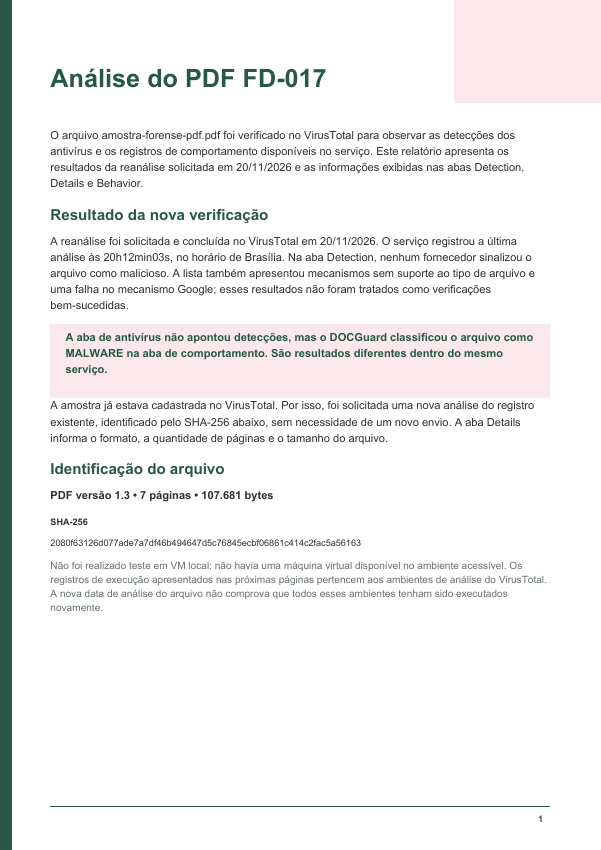 Análise do PDF FD-017
O arquivo amostra-forense-pdf.pdf foi verificado no VirusTotal para observar as detecções dos
antivírus e os registros de comportamento disponíveis no serviço. Este relatório apresenta os
resultados da reanálise solicitada em 20/11/2026 e as informações exibidas nas abas Detection,
Details e Behavior.
Resultado da nova verificação
A reanálise foi solicitada e concluída no VirusTotal em 20/11/2026. O serviço registrou a última
análise às 20h12min03s, no horário de Brasília. Na aba Detection, nenhum fornecedor sinalizou o
arquivo como malicioso. A lista também apresentou mecanismos sem suporte ao tipo de arquivo e
uma falha no mecanismo Google; esses resultados não foram tratados como verificações
bem-sucedidas.
A aba de antivírus não apontou detecções, mas o DOCGuard classificou o arquivo como
MALWARE na aba de comportamento. São resultados diferentes dentro do mesmo
serviço.
A amostra já estava cadastrada no VirusTotal. Por isso, foi solicitada uma nova análise do registro
existente, identificado pelo SHA-256 abaixo, sem necessidade de um novo envio. A aba Details
informa o formato, a quantidade de páginas e o tamanho do arquivo.
Identificação do arquivo
PDF versão 1.3 • 7 páginas • 107.681 bytes
SHA-256
2080f63126d077ade7a7df46b494647d5c76845ecbf06861c414c2fac5a56163
Não foi realizado teste em VM local: não havia uma máquina virtual disponível no ambiente acessível. Os
registros de execução apresentados nas próximas páginas pertencem aos ambientes de análise do VirusTotal.
A nova data de análise do arquivo não comprova que todos esses ambientes tenham sido executados
novamente.
1